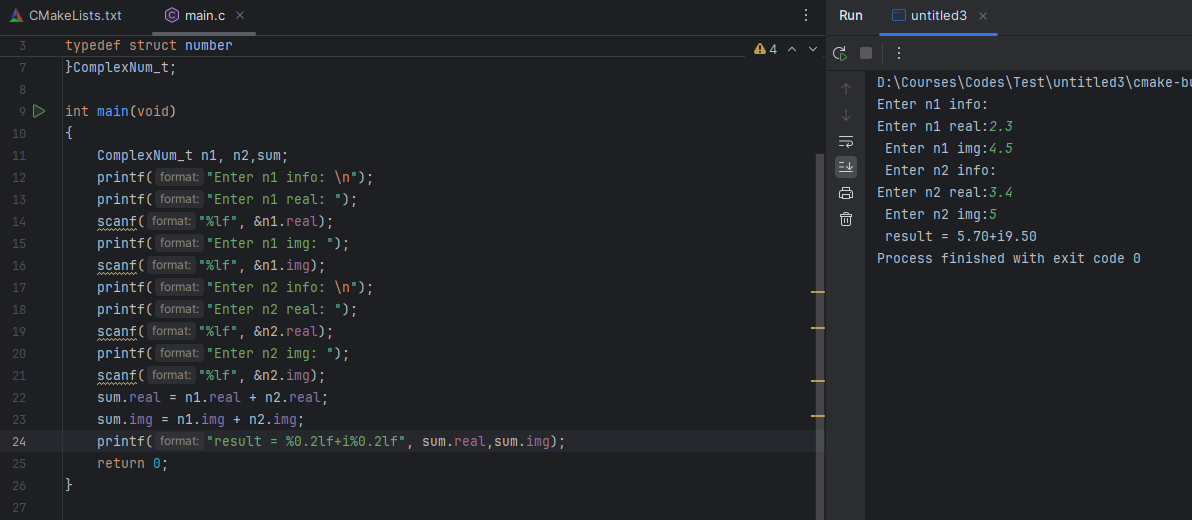 CMakeLists.txt
main.c
Run
untitled3
4
3 typedef struct number
7 }ComplexNum_t;
8
9 int main(void)
10 {
11 ComplexNum_t n1, n2,sum;
12 printf( format: "Enter n1 info: \n");
13 printf( format: "Enter n1 real: ");
14 scanf( format: "%lf", &n1.real);
15 printf( format: "Enter n1 img: ");
16 scanf( format: "%lf", &n1.img);
17 printf( format: "Enter n2 info: \n");
18 printf( format: "Enter n2 real: ");
19 scanf( format: "%lf", &n2.real);
20 printf( format: "Enter n2 img: ");
21 scanf( format: "%lf", &n2.img);
22 sum.real = n1.real + n2.real;
23 sum.img = n1.img + n2.img;
24 printf( format: "result = %0.2lf+i%0.2lf", sum.real,sum.img);
25 return 0;
26 }
27
D:\Courses\Codes\Test\untitled3\cmake-bu
Enter n1 info:
Enter n1 real:2.3
Enter n1 img:4.5
Enter n2 info:
Enter n2 real:3.4
Enter n2 img:5
result = 5.70+i9.50
Process finished with exit code 0